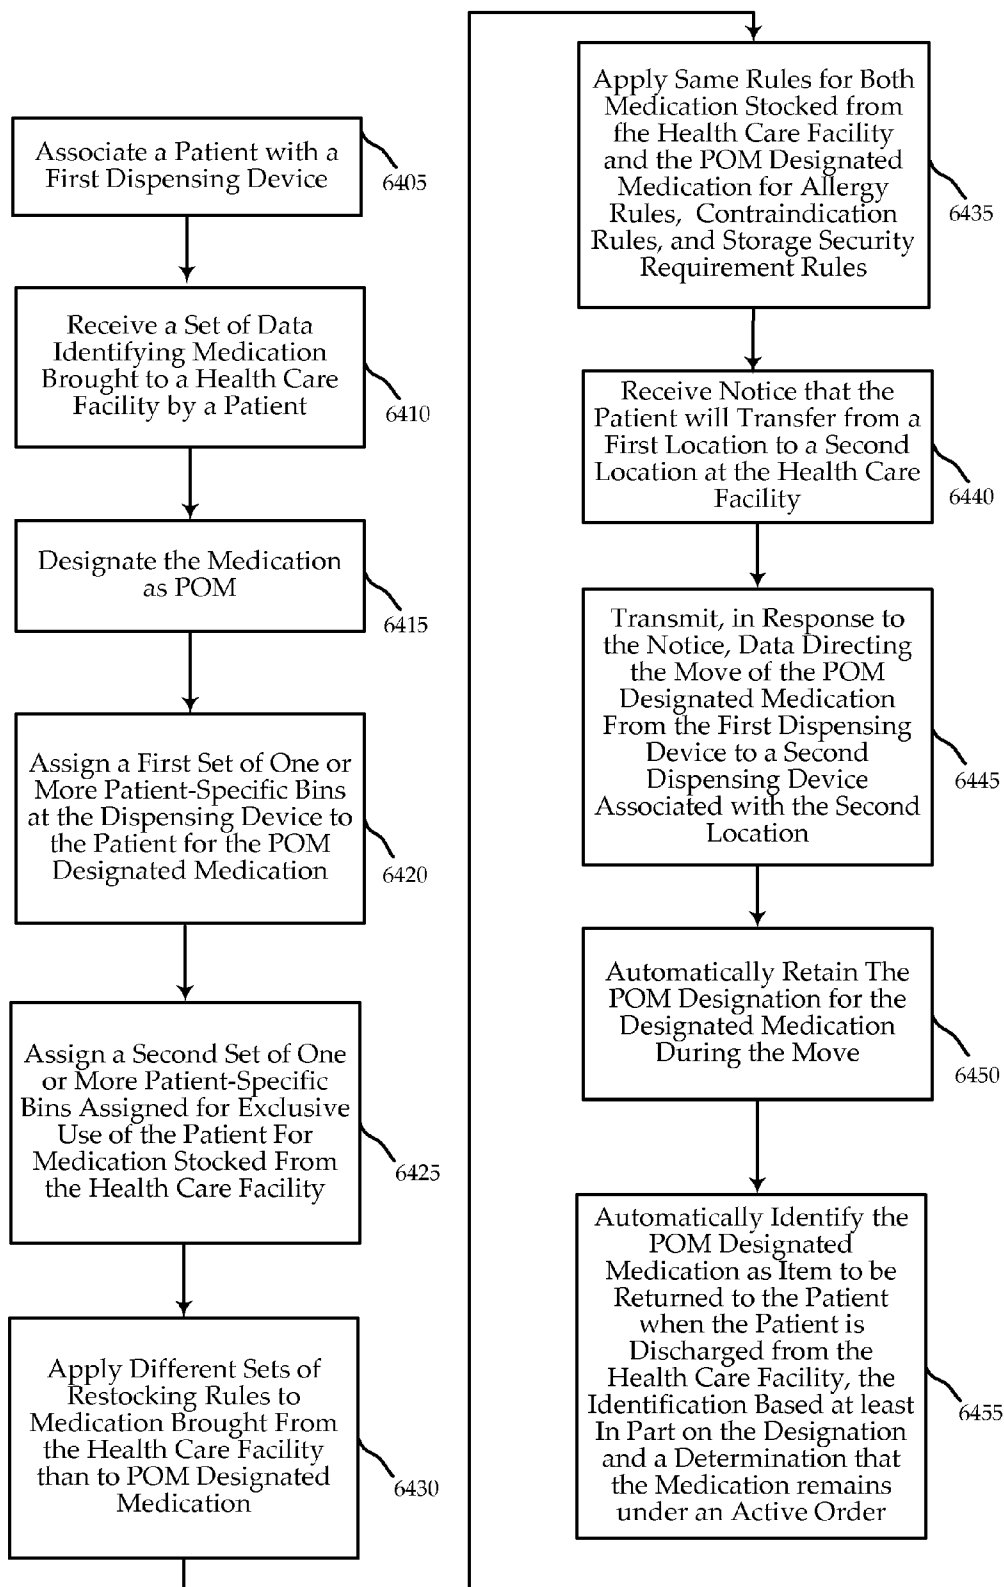 Associate a Patient with a
First Dispensing Device
6405
Receive a Set of Data
Identifying Medication
Brought to a Health Care
Facility by a Patient
6410
Designate the Medication
as POM
6415
Assign a First Set of One or
More Patient-Specific Bins
at the Dispensing Device to
the Patient for the POM
Designated Medication
6420
Assign a Second Set of One
or More Patient-Specific
Bins Assigned for Exclusive
Use of the Patient For
Medication Stocked From
the Health Care Facility
6425
Apply Different Sets of
Restocking Rules to
Medication Brought From
the Health Care Facility
than to POM Designated
Medication
6430
Apply Same Rules for Both
Medication Stocked from
fhe Health Care Facility
and the POM Designated
Medication for Allergy
Rules, Contraindication
Rules, and Storage Security
Requirement Rules
6435
Receive Notice that the
Patient will Transfer from a
First Location to a Second
Location at the Health Care
Facility
6440
Transmit, in Response to
the Notice, Data Directing
the Move of the POM
Designated Medication
From the First Dispensing
Device to a Second
Dispensing Device
Associated with the Second
Location
6445
Automatically Retain The
POM Designation for the
Designated Medication
During the Move
6450
Automatically Identify the
POM Designated
Medication as Item to be
Returned to the Patient
when the Patient is
Discharged from the
Health Care Facility, the
Identification Based at least
In Part on the Designation
and a Determination that
the Medication remains
under an Active Order
6455